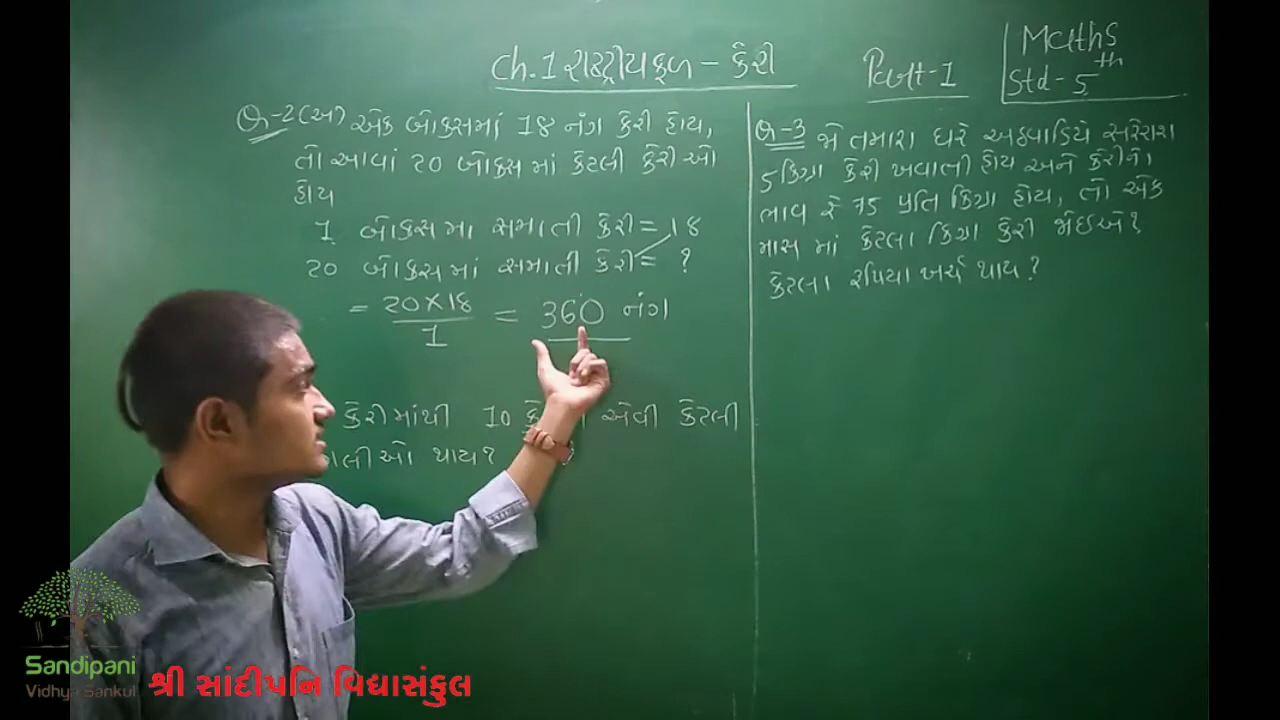 Ch.1 રાષ્ટ્રીય ફળ - કેરી
વિભાગ-1
Maths
Std - 5th
Q-2 (અ) એક બોક્સમાં 18 નંગ કેરી હોય,
તો આવાં 20 બોક્સ માં કેટલી કેરીઓ
હોય
1 બોક્સમા સમાતી કેરી = 18
20 બોક્સમાં સમાતી કેરી = ?
= 20×18 / 1 = 360 નંગ
કેરીમાંથી 10 એવી કેટલી
થાય?
Q-3 જો તમારા ઘરે અઠવાડિયે સરેરાશ
5 કિગ્રા કેરી ખવાતી હોય અને કેરીનો
ભાવ રૂ 75 પ્રતિ કિગ્રા હોય, તો એક
માસ માં કેટલા કિગ્રા કેરી જોઈએ?
કેટલા રૂપિયા ખર્ચ થાય?
Sandipani
Vidhya Sankul
શ્રી સાંદીપનિ વિદ્યાસંકુલ